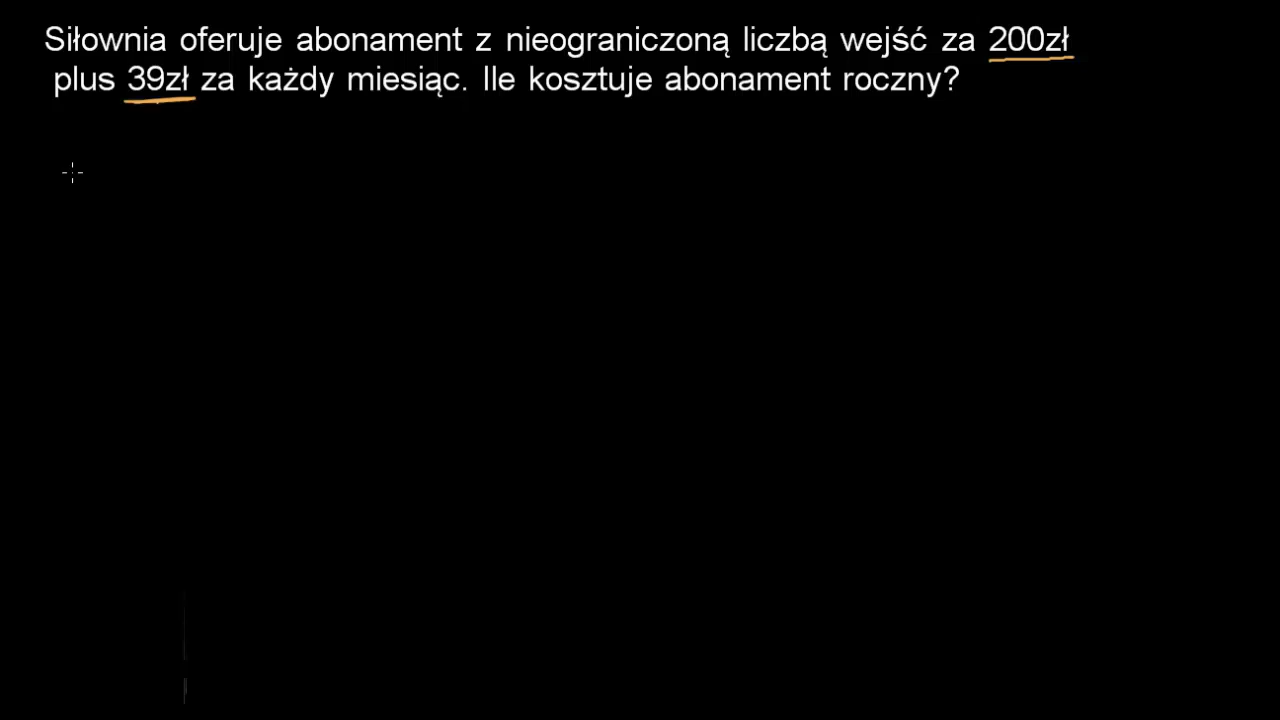 Siłownia oferuje abonament z nieograniczoną liczbą wejść za 200zł
plus 39zł za każdy miesiąc. Ile kosztuje abonament roczny?